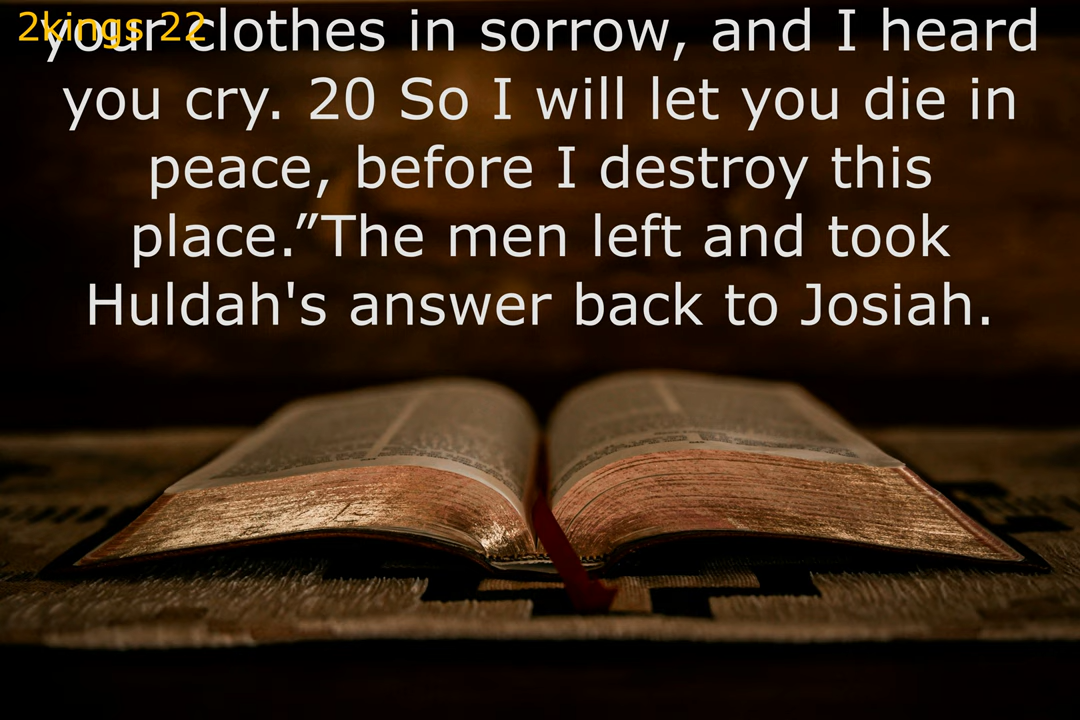 2kings 22
your clothes in sorrow, and I heard
you cry. 20 So I will let you die in
peace, before I destroy this
place.”The men left and took
Huldah's answer back to Josiah.